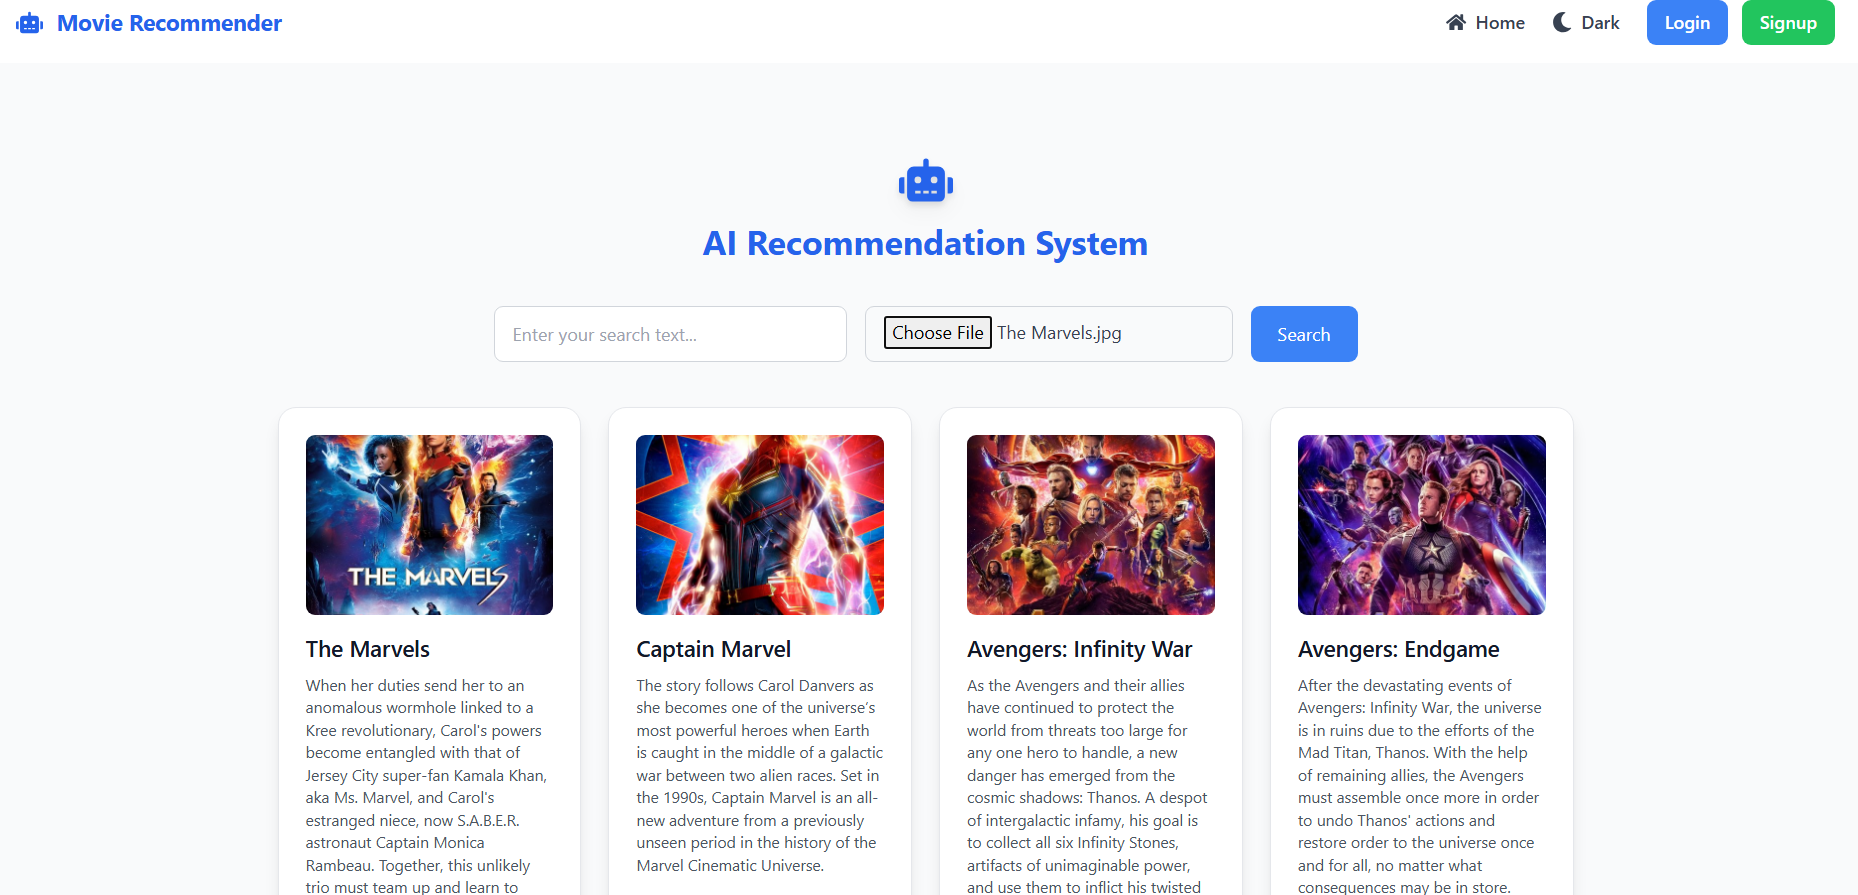 Movie Recommender
Home
Dark
Login
Signup
AI Recommendation System
Enter your search text...
Choose File The Marvels.jpg
Search
THE MARVELS
The Marvels
When her duties send her to an
anomalous wormhole linked to a
Kree revolutionary, Carol's powers
become entangled with that of
Jersey City super-fan Kamala Khan,
aka Ms. Marvel, and Carol's
estranged niece, now S.A.B.E.R.
astronaut Captain Monica
Rambeau. Together, this unlikely
trio must team up and learn to
Captain Marvel
The story follows Carol Danvers as
she becomes one of the universe’s
most powerful heroes when Earth
is caught in the middle of a galactic
war between two alien races. Set in
the 1990s, Captain Marvel is an all-
new adventure from a previously
unseen period in the history of the
Marvel Cinematic Universe.
Avengers: Infinity War
As the Avengers and their allies
have continued to protect the
world from threats too large for
any one hero to handle, a new
danger has emerged from the
cosmic shadows: Thanos. A despot
of intergalactic infamy, his goal is
to collect all six Infinity Stones,
artifacts of unimaginable power,
and use them to inflict his twisted
Avengers: Endgame
After the devastating events of
Avengers: Infinity War, the universe
is in ruins due to the efforts of the
Mad Titan, Thanos. With the help
of remaining allies, the Avengers
must assemble once more in order
to undo Thanos' actions and
restore order to the universe once
and for all, no matter what
consequences may be in store.